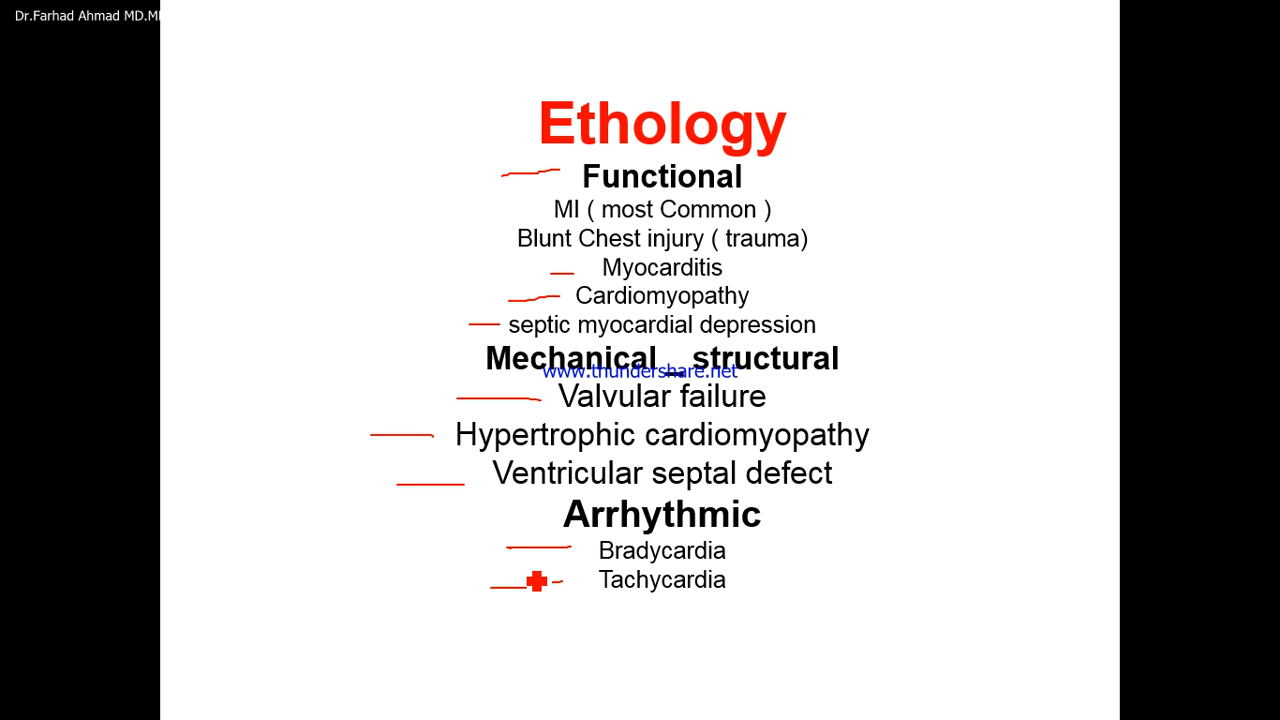 Dr.Farhad Ahmad MD.M
Ethology
Functional
MI ( most Common )
Blunt Chest injury ( trauma)
Myocarditis
Cardiomyopathy
septic myocardial depression
Mechanical _ structural
www.thundershare.net
Valvular failure
Hypertrophic cardiomyopathy
Ventricular septal defect
Arrhythmic
Bradycardia
Tachycardia